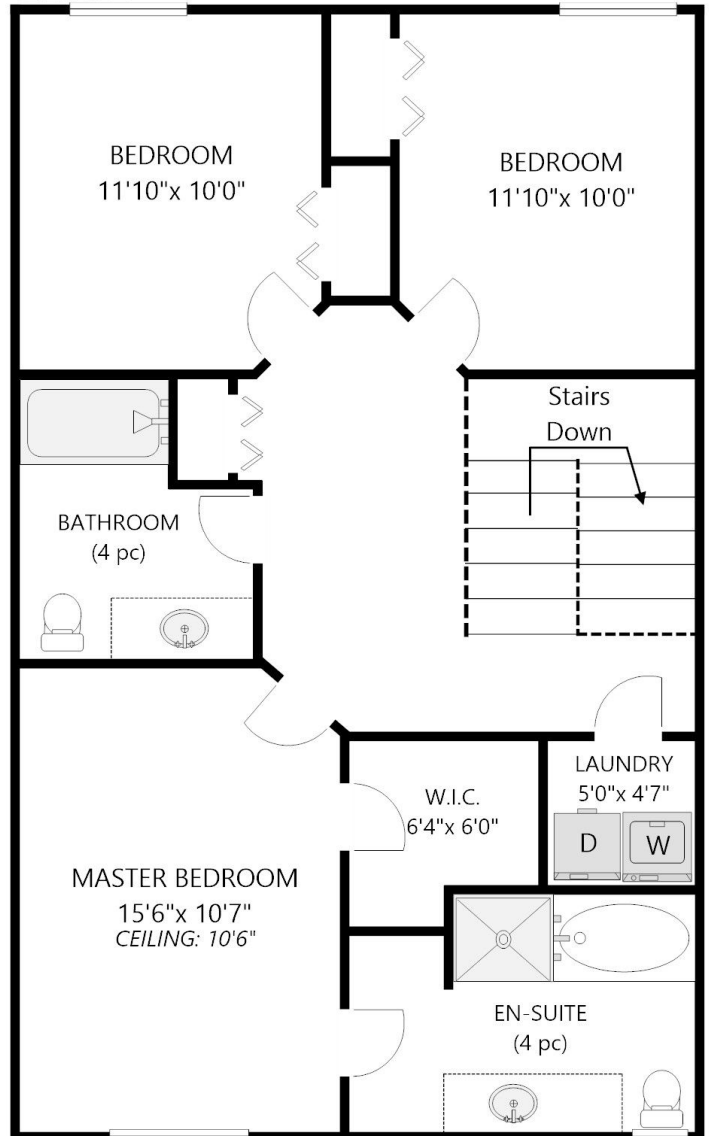 BEDROOM
11'10"x 10'0"
BEDROOM
11'10"x 10'0"
Stairs
Down
BATHROOM
(4 pc)
LAUNDRY
5'0"x 4'7"
D
W
W.I.C.
6'4"x 6'0"
MASTER BEDROOM
15'6"x 10'7"
CEILING: 10'6"
EN-SUITE
(4 pc)